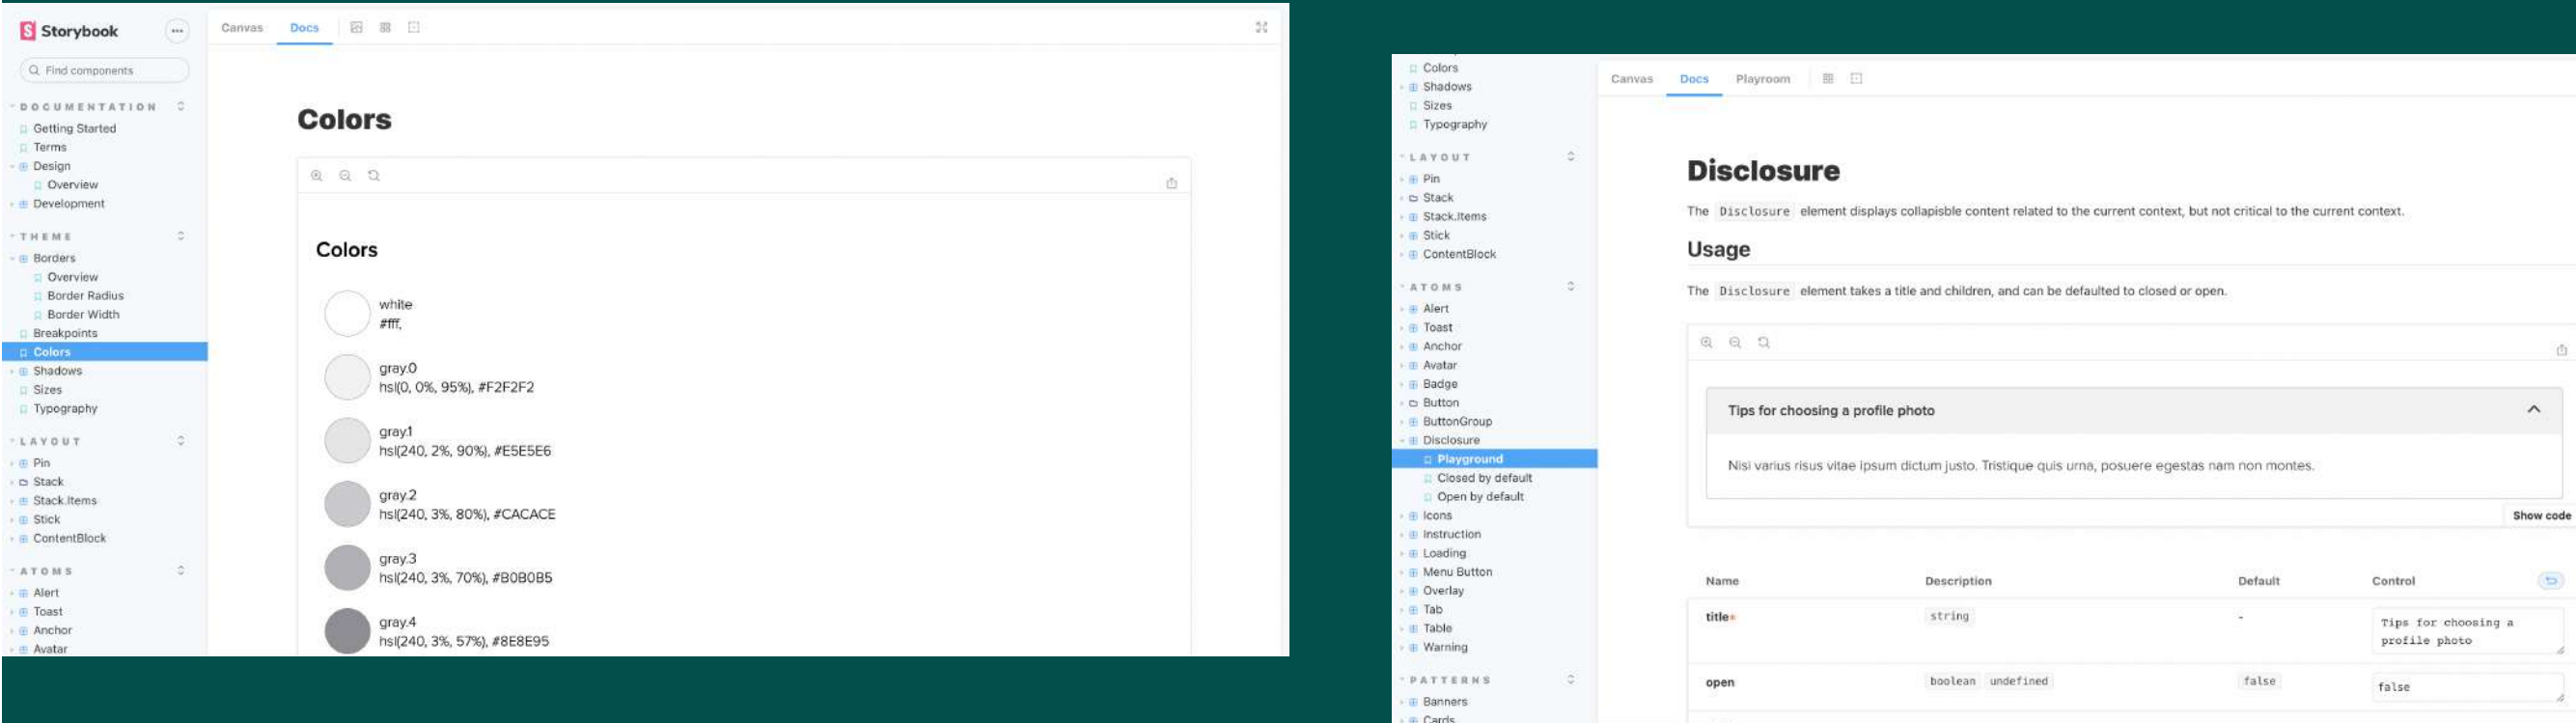 Storybook
Find components
DOCUMENTATION
Getting Started
Terms
Design
Overview
Development
THEME
Borders
Overview
Border Radius
Border Width
Breakpoints
Colors
Shadows
Sizes
Typography
LAYOUT
Pin
Stack
Stack.Items
Stick
ContentBlock
ATOMS
Alert
Toast
Anchor
Avatar
Canvas Docs
Colors
Colors
white
#fff,
gray.0
hsl(0, 0%, 95%), #F2F2F2
gray.1
hsl(240, 2%, 90%), #E5E5E6
gray.2
hsl(240, 3%, 80%), #CACACE
gray.3
hsl(240, 3%, 70%), #B0B0B5
gray.4
hsl(240, 3%, 57%), #8E8E95
Colors
Shadows
Sizes
Typography
LAYOUT
Pin
Stack
Stack.Items
Stick
ContentBlock
ATOMS
Alert
Toast
Anchor
Avatar
Badge
Button
ButtonGroup
Disclosure
Playground
Closed by default
Open by default
Icons
Instruction
Loading
Menu Button
Overlay
Tab
Table
Warning
PATTERNS
Banners
Cards
Canvas Docs Playroom
Disclosure
The Disclosure element displays collapisble content related to the current context, but not critical to the current context.
Usage
The Disclosure element takes a title and children, and can be defaulted to closed or open.
Tips for choosing a profile photo
Nisi varius risus vitae ipsum dictum justo. Tristique quis urna, posuere egestas nam non montes.
Show code
Name Description Default Control
title* string - Tips for choosing a
profile photo
open boolean undefined false false